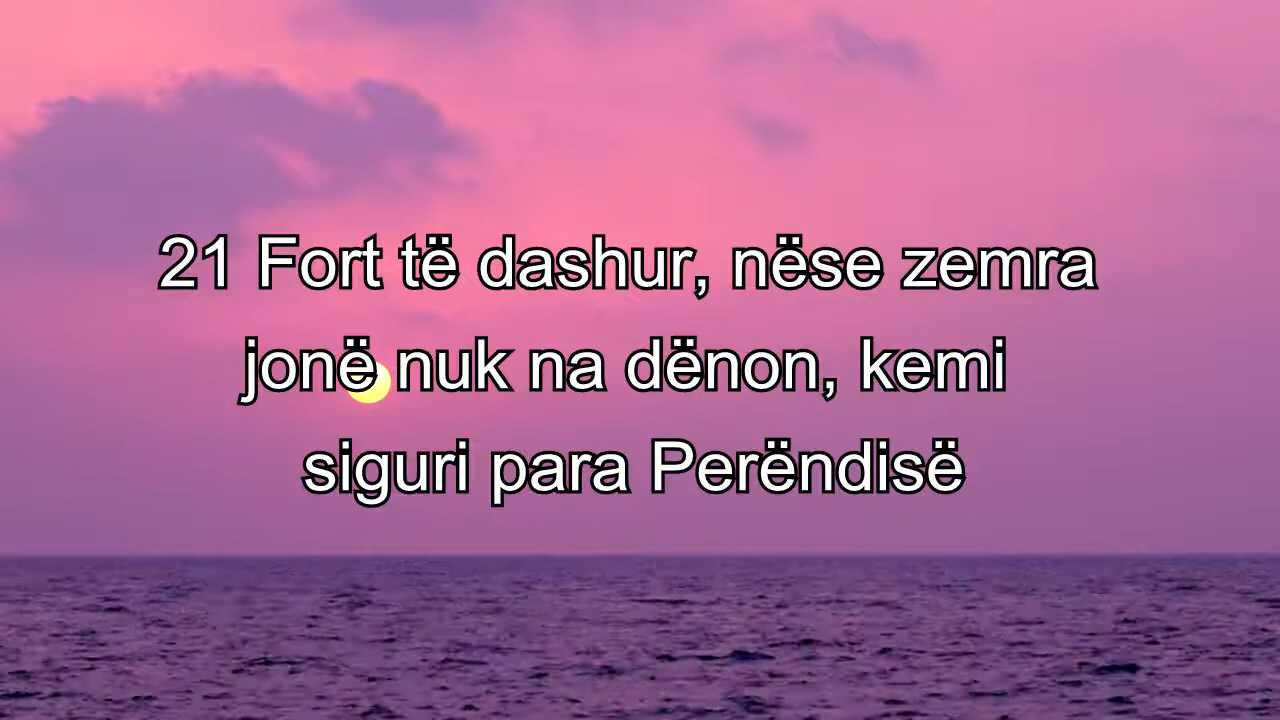 21 Fort të dashur, nëse zemra
jonë nuk na dënon, kemi
siguri para Perëndisë